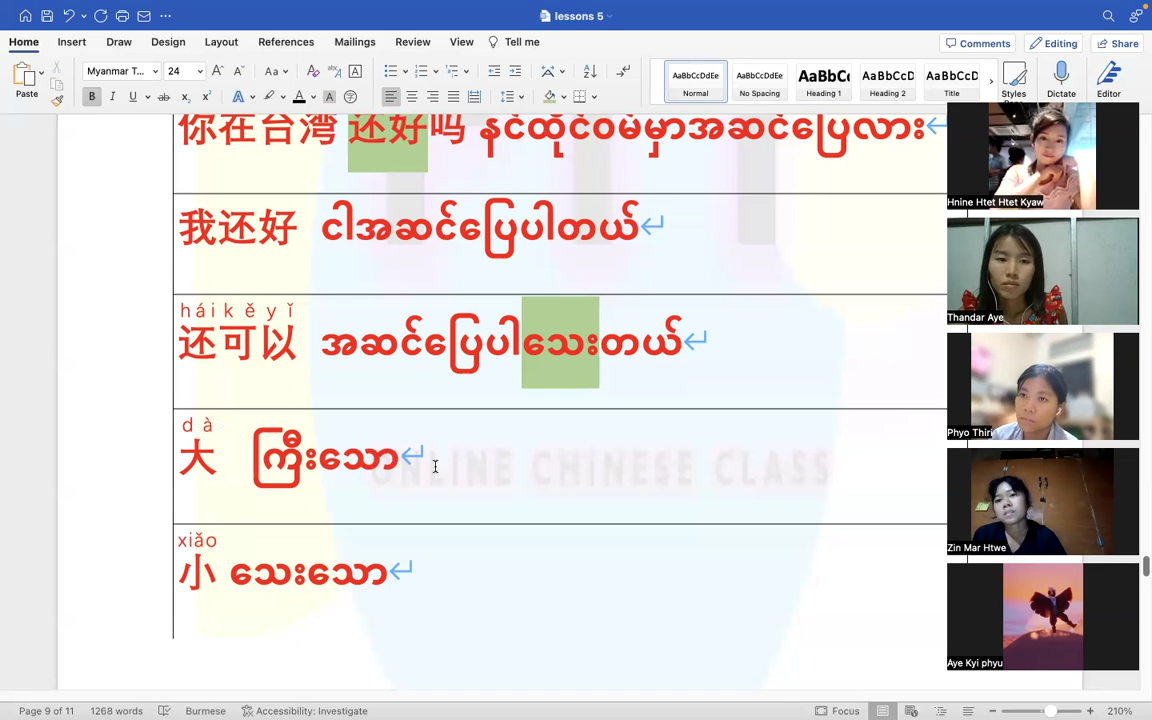 lessons 5
Home Insert Draw Design Layout References Mailings Review View Tell me
Comments Editing Share
Paste
Myanmar T... 24
AaBbCcDdEe AaBbCcDdEe AaBbC AaBbCcD AaBbCcD
Normal No Spacing Heading 1 Heading 2 Title
Styles Dictate Editor
你在台湾 还好吗 နင်ထိုင်ဝမ်မှာအဆင်ပြေလား
我还好 ငါအဆင်ပြေပါတယ်
hái k ě y ǐ
还可以 အဆင်ပြေပါသေးတယ်
d à
大 ကြီးသော
ONLINE CHINESE CLASS
xiǎo
小 သေးသော
Hnine Htet Htet Kyaw
Thandar Aye
Phyo Thiri
Zin Mar Htwe
Aye Kyi phyu
Page 9 of 11 1268 words Burmese Accessibility: Investigate Focus 210%